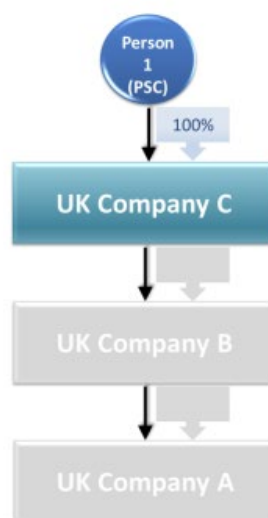 Person
1
(PSC)
100%
UK Company C
UK Company B
UK Company A